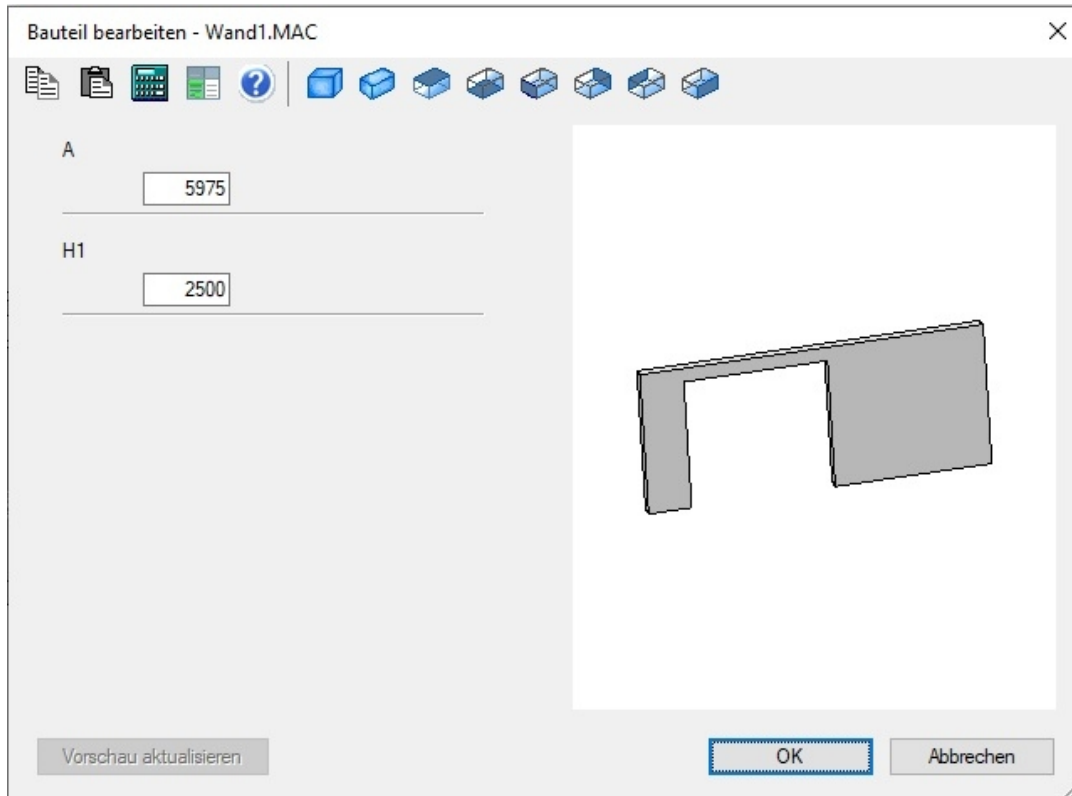 Bauteil bearbeiten - Wand1.MAC
A
5975
H1
2500
Vorschau aktualisieren
OK
Abbrechen